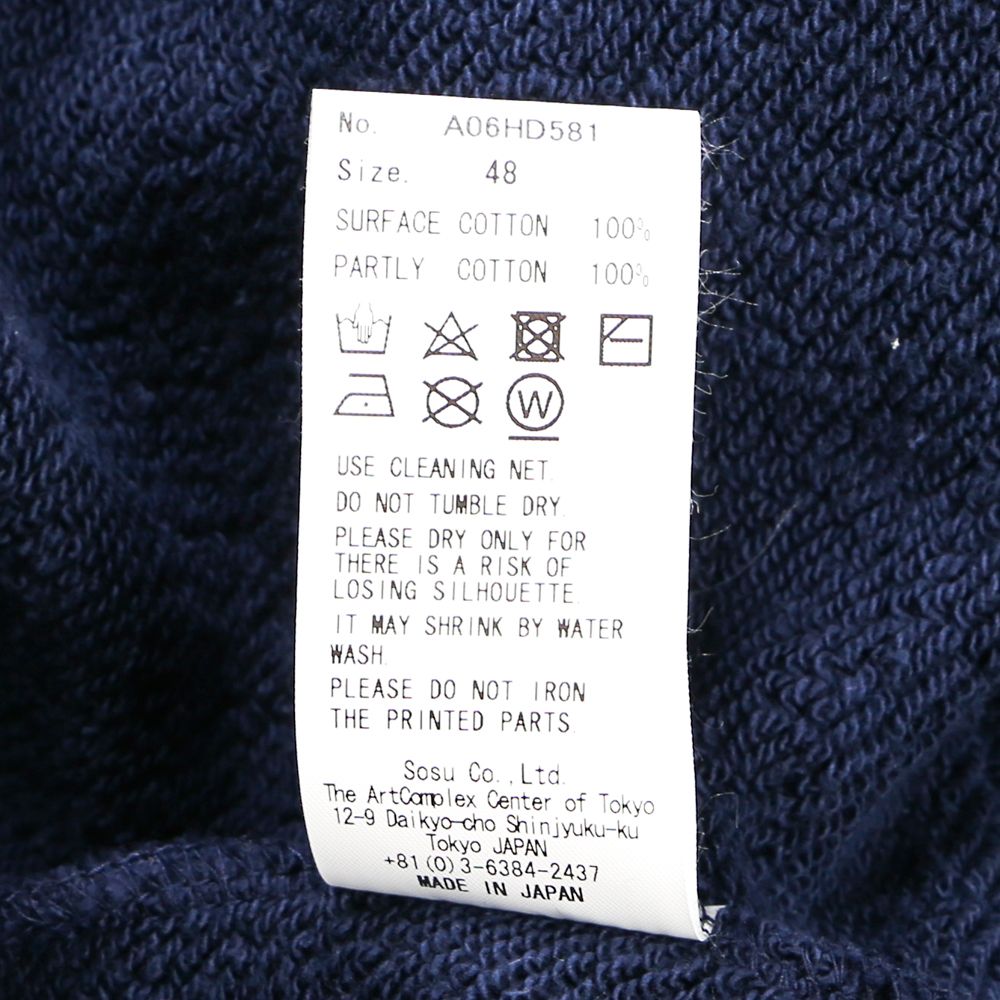 No. A06HD581
Size. 48
SURFACE COTTON 100%
PARTLY COTTON 100%
W
USE CLEANING NET.
DO NOT TUMBLE DRY.
PLEASE DRY ONLY FOR
THERE IS A RISK OF
LOSING SILHOUETTE.
IT MAY SHRINK BY WATER
WASH.
PLEASE DO NOT IRON
THE PRINTED PARTS.
Sosu Co.,Ltd.
The ArtComplex Center of Tokyo
12-9 Daikyo-cho Shinjyuku-ku
Tokyo JAPAN
+81(0)3-6384-2437
MADE IN JAPAN